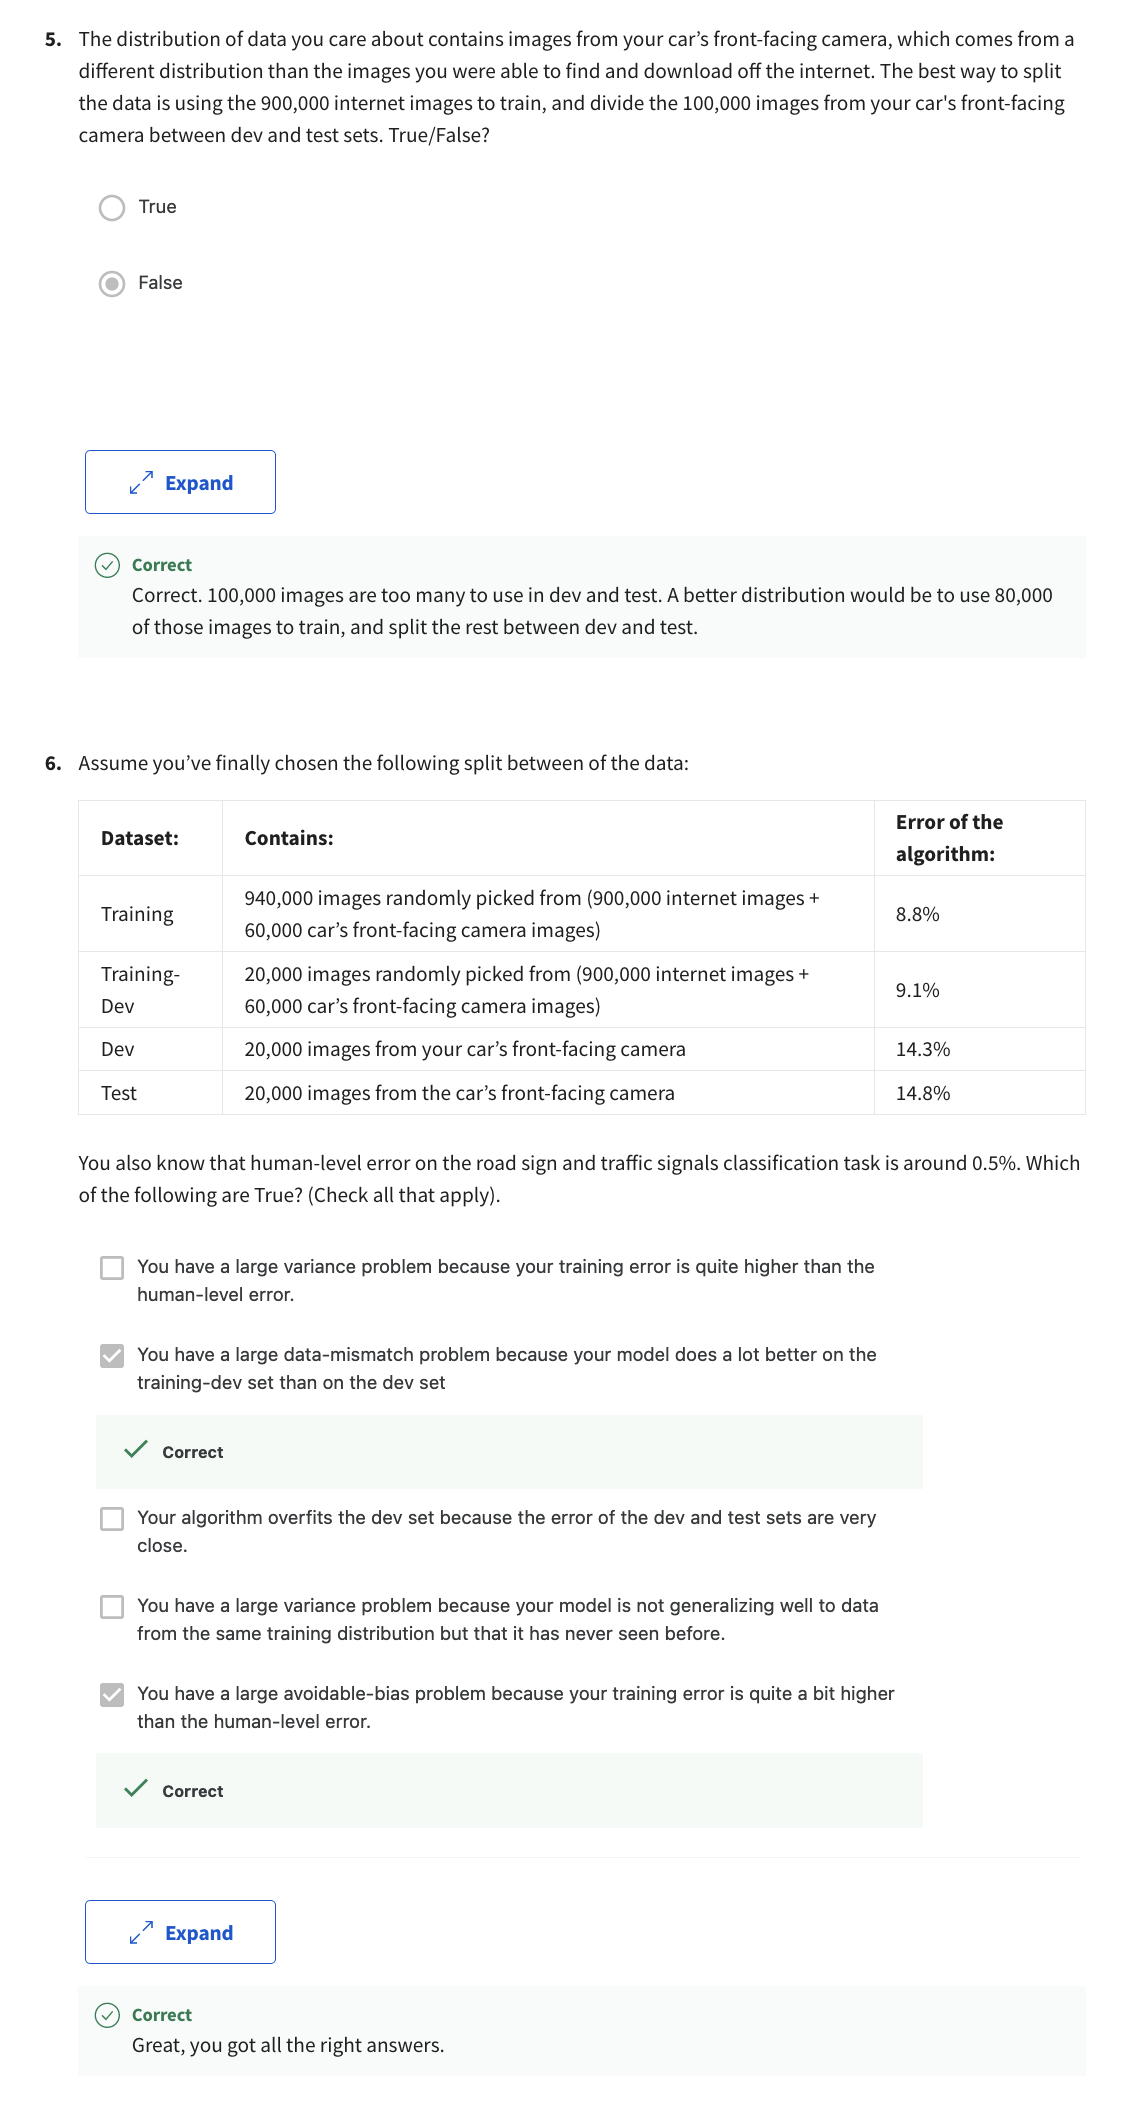 5. The distribution of data you care about contains images from your car’s front-facing camera, which comes from a
different distribution than the images you were able to find and download off the internet. The best way to split
the data is using the 900,000 internet images to train, and divide the 100,000 images from your car's front-facing
camera between dev and test sets. True/False?
True
False
Expand
Correct
Correct. 100,000 images are too many to use in dev and test. A better distribution would be to use 80,000
of those images to train, and split the rest between dev and test.
6. Assume you’ve finally chosen the following split between of the data:
Dataset: Contains: Error of the
algorithm:
Training 940,000 images randomly picked from (900,000 internet images +
60,000 car’s front-facing camera images) 8.8%
Training-
Dev 20,000 images randomly picked from (900,000 internet images +
60,000 car’s front-facing camera images) 9.1%
Dev 20,000 images from your car’s front-facing camera 14.3%
Test 20,000 images from the car’s front-facing camera 14.8%
You also know that human-level error on the road sign and traffic signals classification task is around 0.5%. Which
of the following are True? (Check all that apply).
You have a large variance problem because your training error is quite higher than the
human-level error.
You have a large data-mismatch problem because your model does a lot better on the
training-dev set than on the dev set
Correct
Your algorithm overfits the dev set because the error of the dev and test sets are very
close.
You have a large variance problem because your model is not generalizing well to data
from the same training distribution but that it has never seen before.
You have a large avoidable-bias problem because your training error is quite a bit higher
than the human-level error.
Correct
Expand
Correct
Great, you got all the right answers.